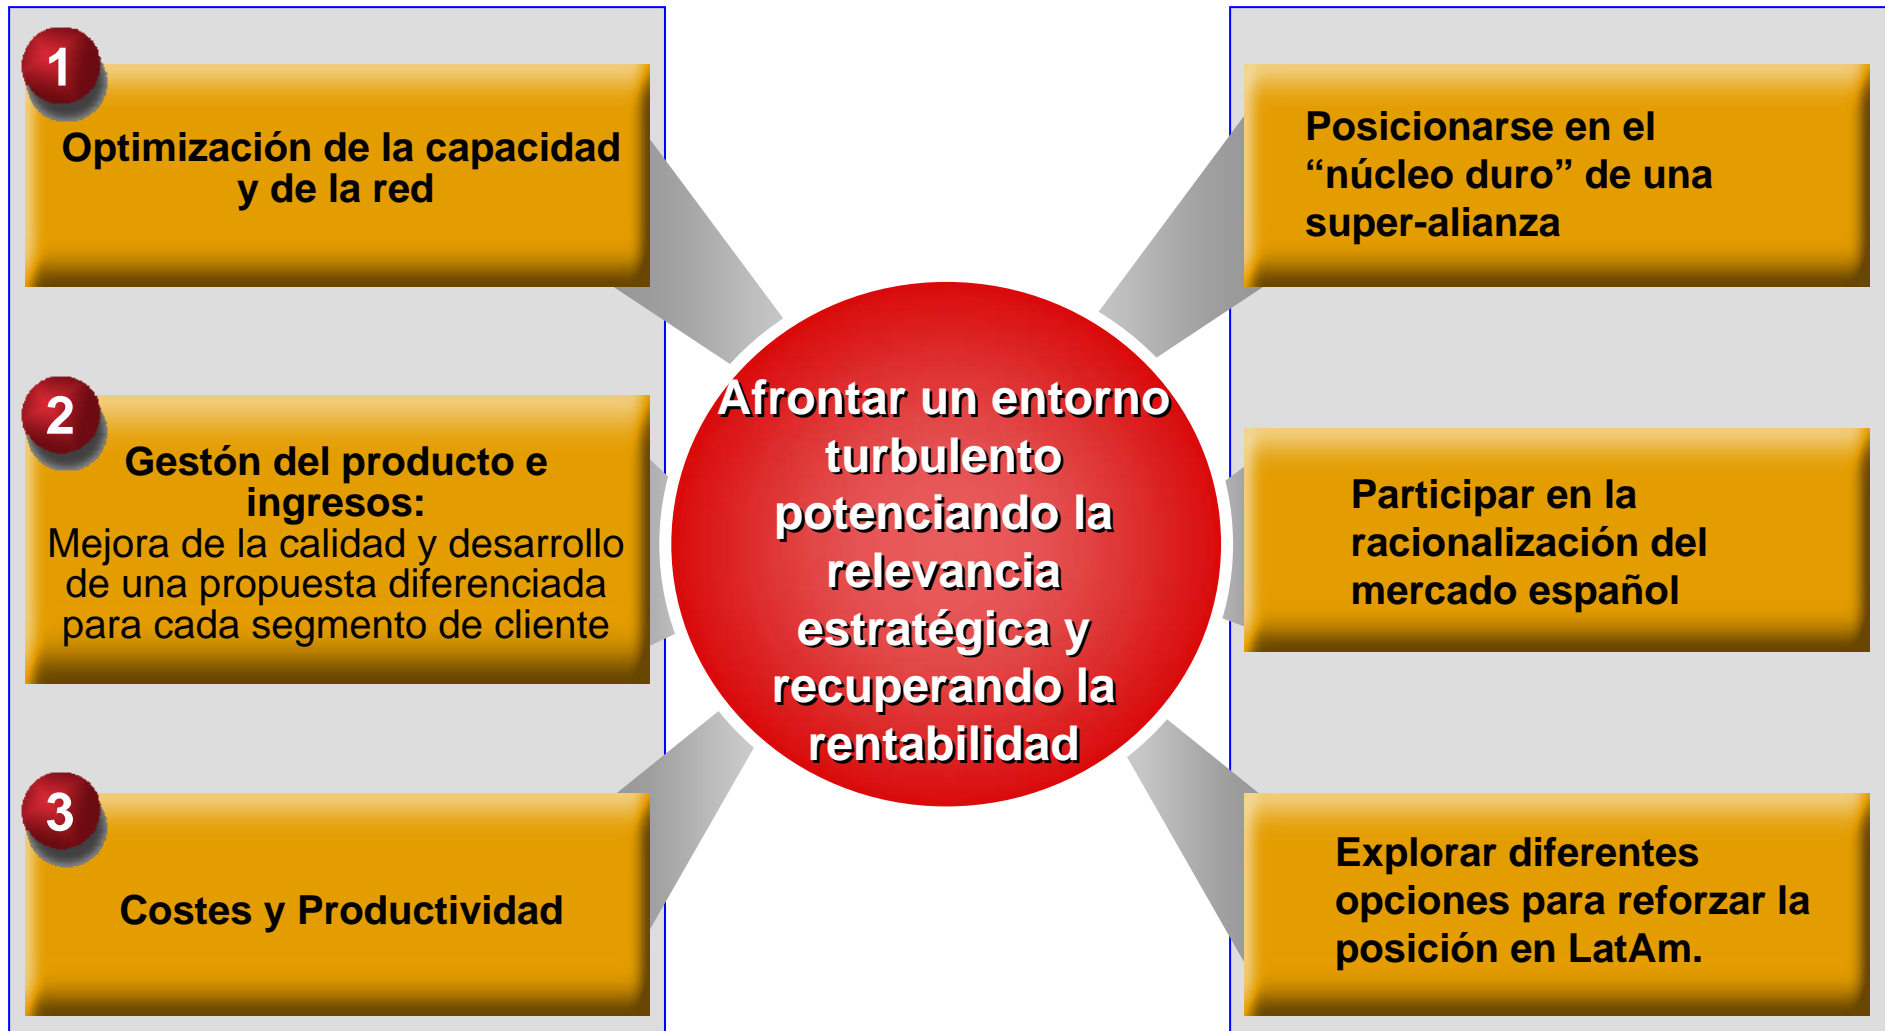 1
Optimización de la capacidad
y de la red
2
Gestón del producto e
ingresos:
Mejora de la calidad y desarrollo
de una propuesta diferenciada
para cada segmento de cliente
3
Costes y Productividad
Afrontar un entorno
turbulento
potenciando la
relevancia
estratégica y
recuperando la
rentabilidad
Posicionarse en el
“núcleo duro” de una
super-alianza
Participar en la
racionalización del
mercado español
Explorar diferentes
opciones para reforzar la
posición en LatAm.